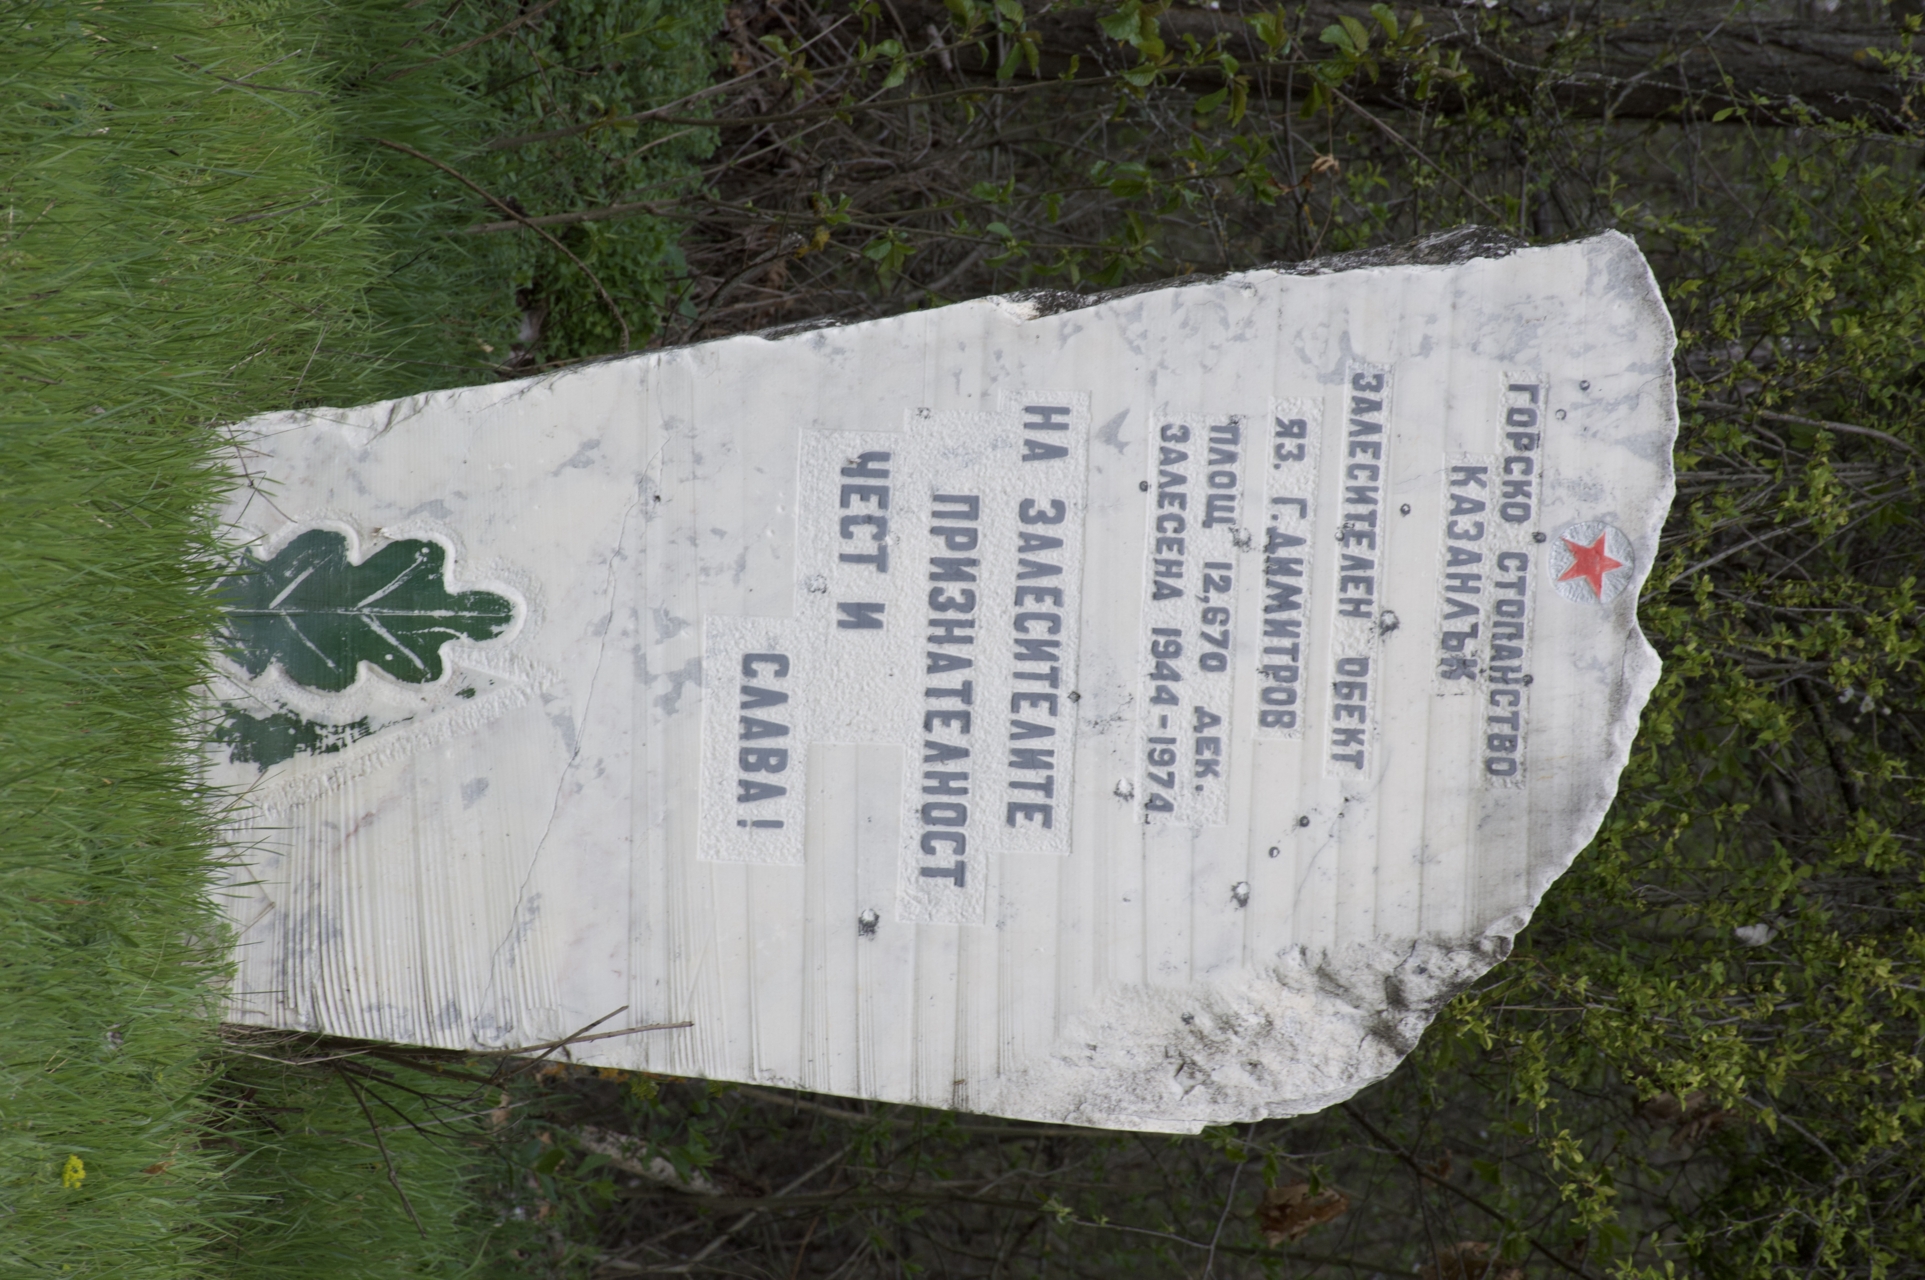 ГОРСКО СТОПАНСТВО
КАЗАНЛЪК
ЗАЛЕСИТЕЛЕН ОБЕКТ
ЯЗ. Г. ДИМИТРОВ
ПЛОЩ 12,670 ДЕК.
ЗАЛЕСЕНА 1944-1974
НА ЗАЛЕСИТЕЛИТЕ
ПРИЗНАТЕЛНОСТ
ЧЕСТ И
СЛАВА!